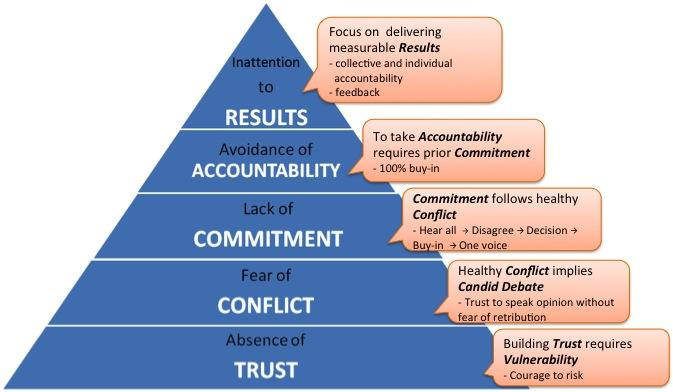 Inattention
to
RESULTS
Focus on delivering
measurable Results
- collective and individual
accountability
- feedback
Avoidance of
ACCOUNTABILITY
To take Accountability
requires prior Commitment
- 100% buy-in
Lack of
COMMITMENT
Commitment follows healthy
Conflict
- Hear all → Disagree → Decision →
Buy-in → One voice
Fear of
CONFLICT
Healthy Conflict implies
Candid Debate
- Trust to speak opinion without
fear of retribution
Absence of
TRUST
Building Trust requires
Vulnerability
- Courage to risk